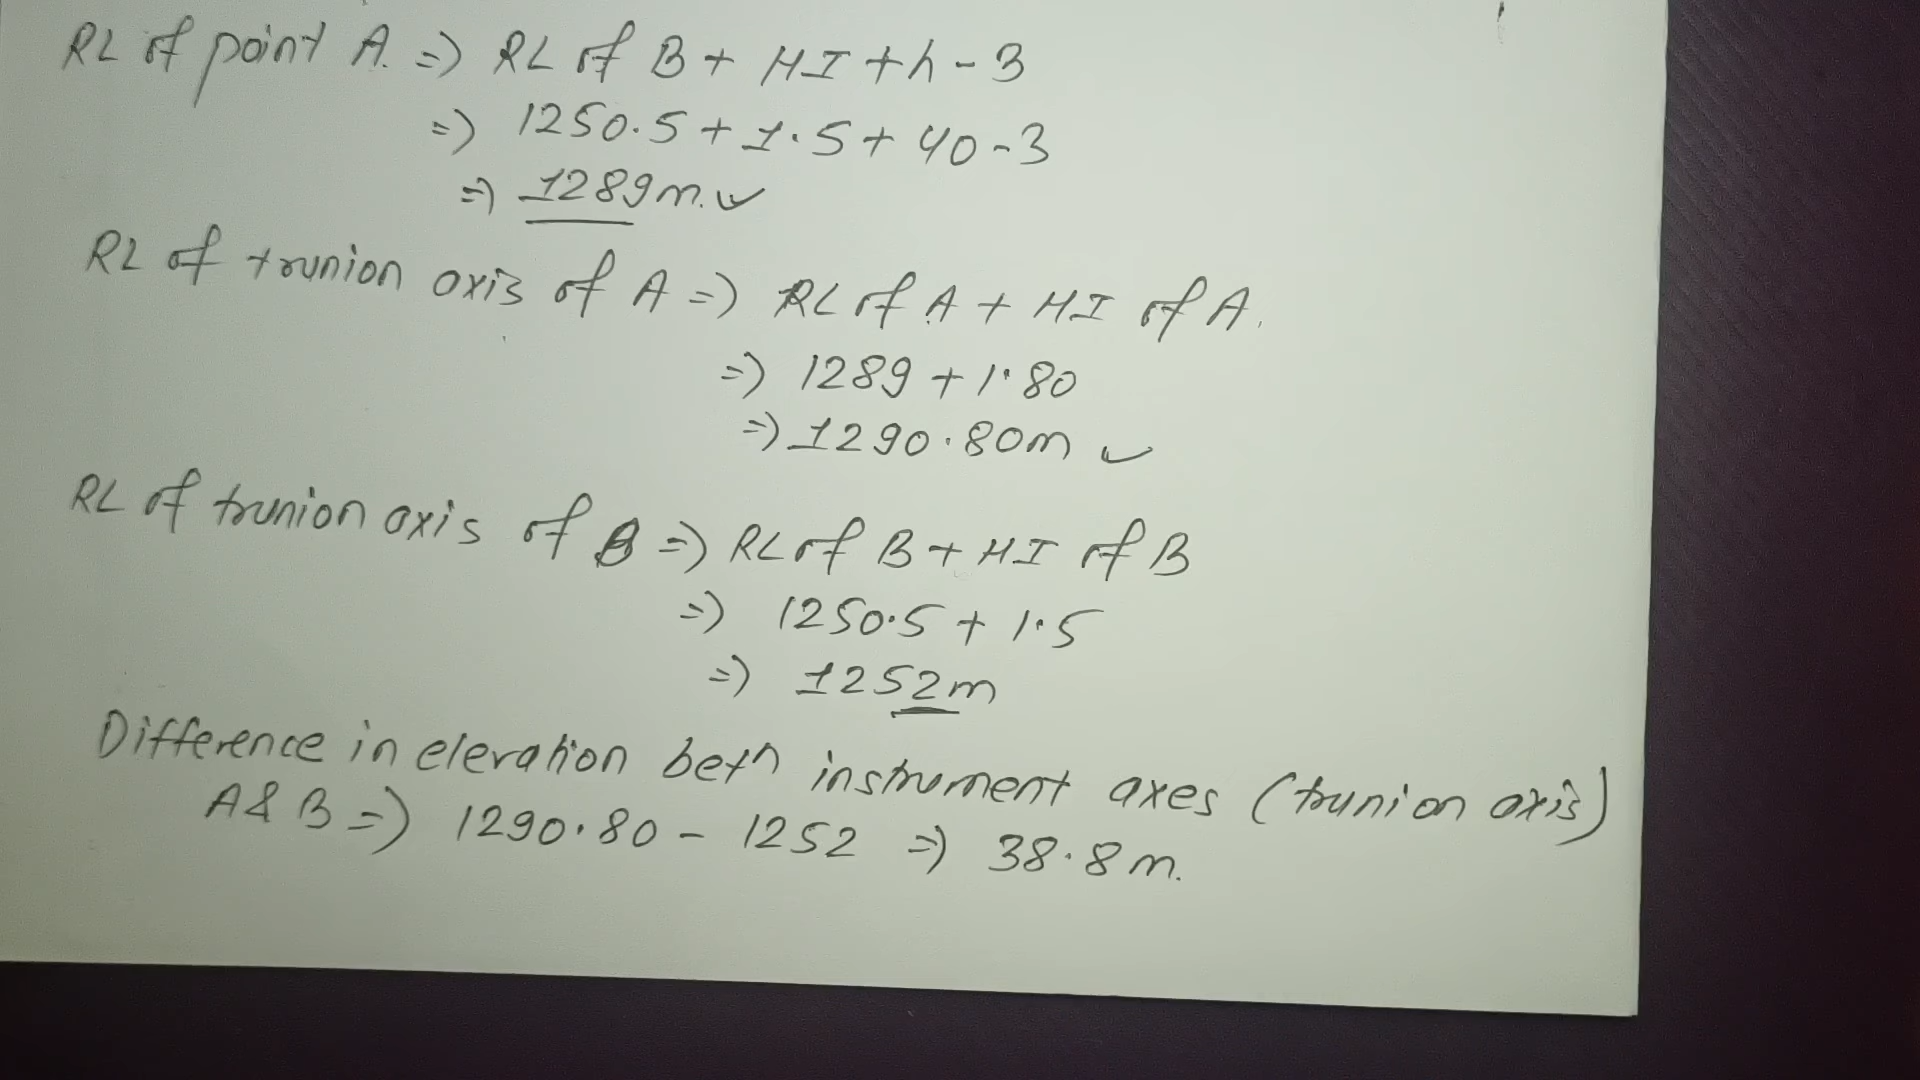 RL of point A. => RL of B + HI + h - 3
=> 1250.5 + 1.5 + 40 - 3
=> 1289m. ✓
RL of trunion axis of A => RL of A + HI of A.
=> 1289 + 1.80
=> 1290.80m ✓
RL of trunion axis of B => RL of B + HI of B
=> 1250.5 + 1.5
=> 1252m
Difference in elevation betn instrument axes (trunion axis)
A & B => 1290.80 - 1252 => 38.8m.